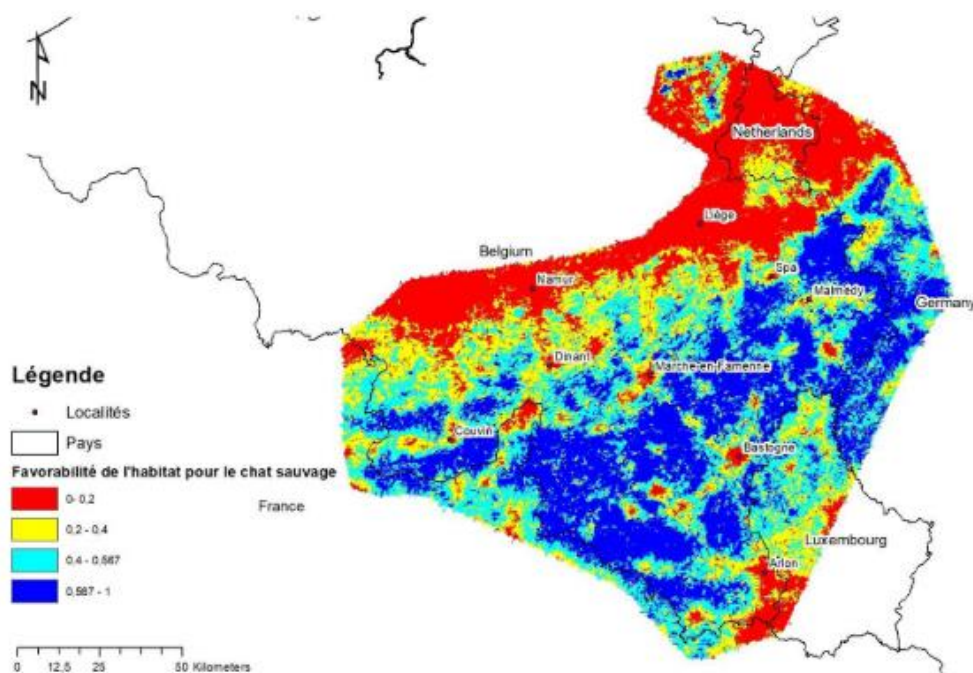 N
Netherlands
Liége
Belgium
Namur
Spa
Malmédy
Germany
Dinant
Marche-en-Famenne
Couvin
Bastogne
France
Luxembourg
Arlon
Légende
Localités
Pays
Favorabilité de l'habitat pour le chat sauvage
0- 0,2
0,2 - 0,4
0,4 - 0,567
0,567 - 1
0 12,5 25 50 Kilometers